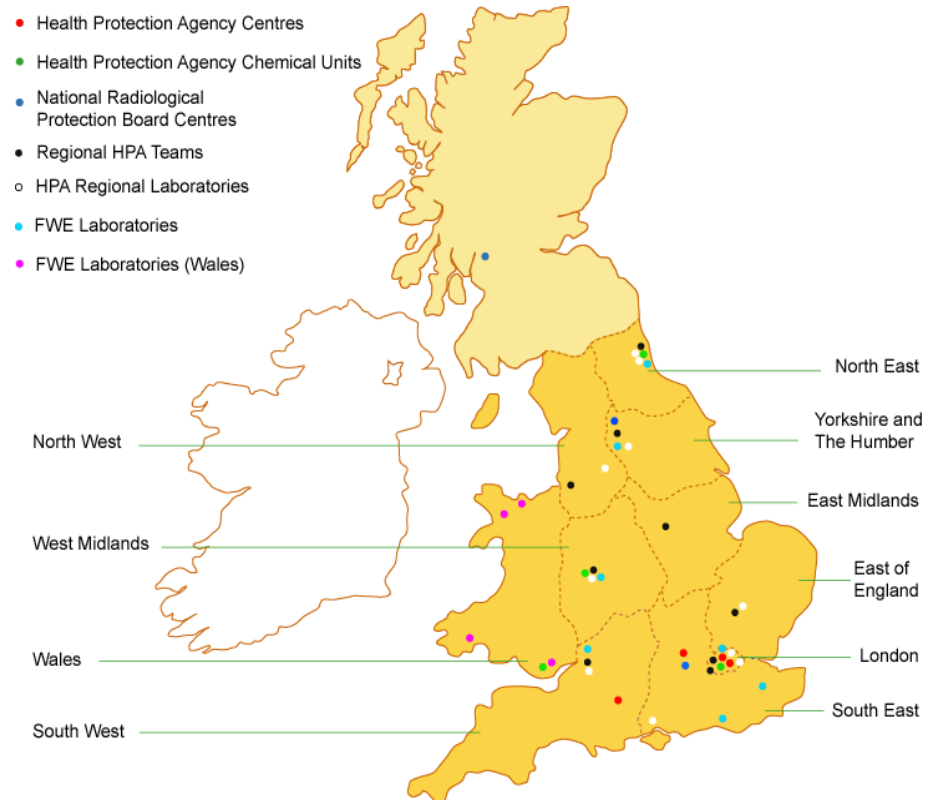 Health Protection Agency Centres
Health Protection Agency Chemical Units
National Radiological
Protection Board Centres
Regional HPA Teams
HPA Regional Laboratories
FWE Laboratories
FWE Laboratories (Wales)
North East
Yorkshire and
The Humber
North West
East Midlands
West Midlands
East of
England
Wales
London
South East
South West